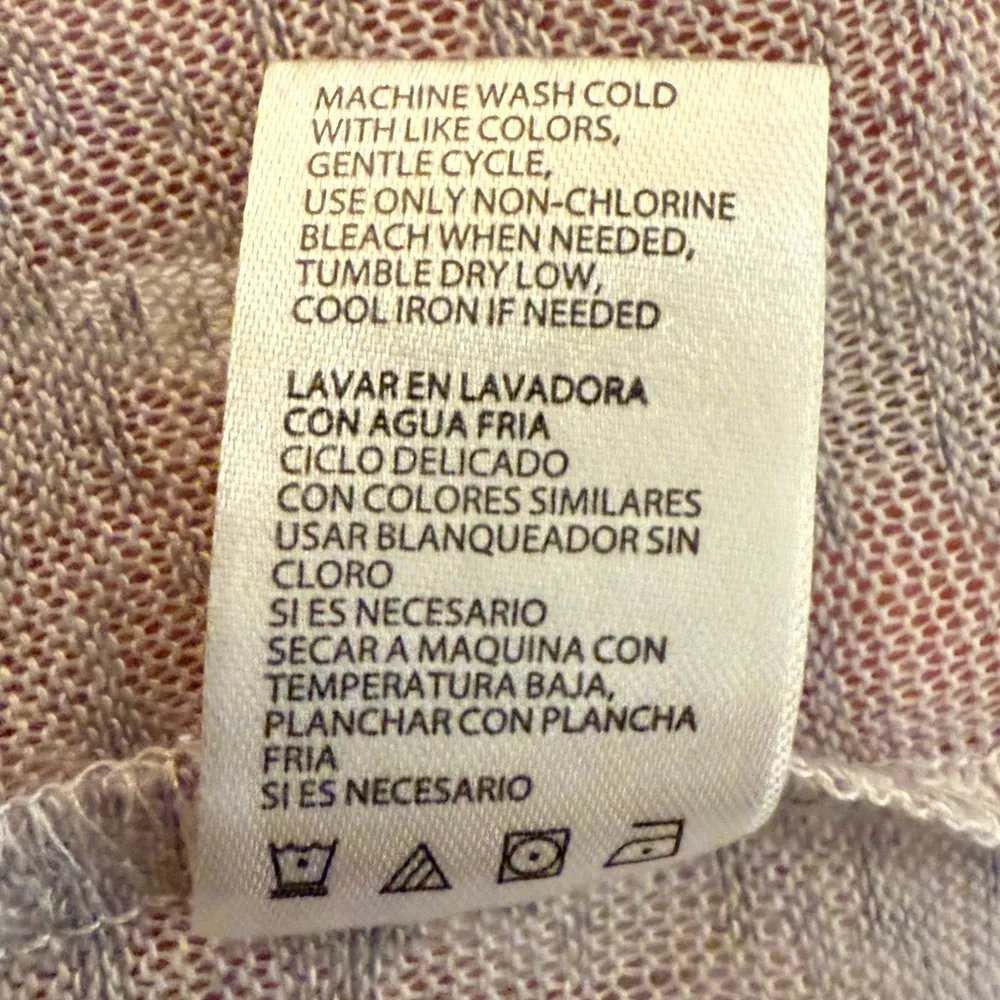 MACHINE WASH COLD
WITH LIKE COLORS,
GENTLE CYCLE,
USE ONLY NON-CHLORINE
BLEACH WHEN NEEDED,
TUMBLE DRY LOW,
COOL IRON IF NEEDED
LAVAR EN LAVADORA
CON AGUA FRIA
CICLO DELICADO
CON COLORES SIMILARES
USAR BLANQUEADOR SIN
CLORO
SI ES NECESARIO
SECAR A MAQUINA CON
TEMPERATURA BAJA,
PLANCHAR CON PLANCHA
FRIA
SI ES NECESARIO